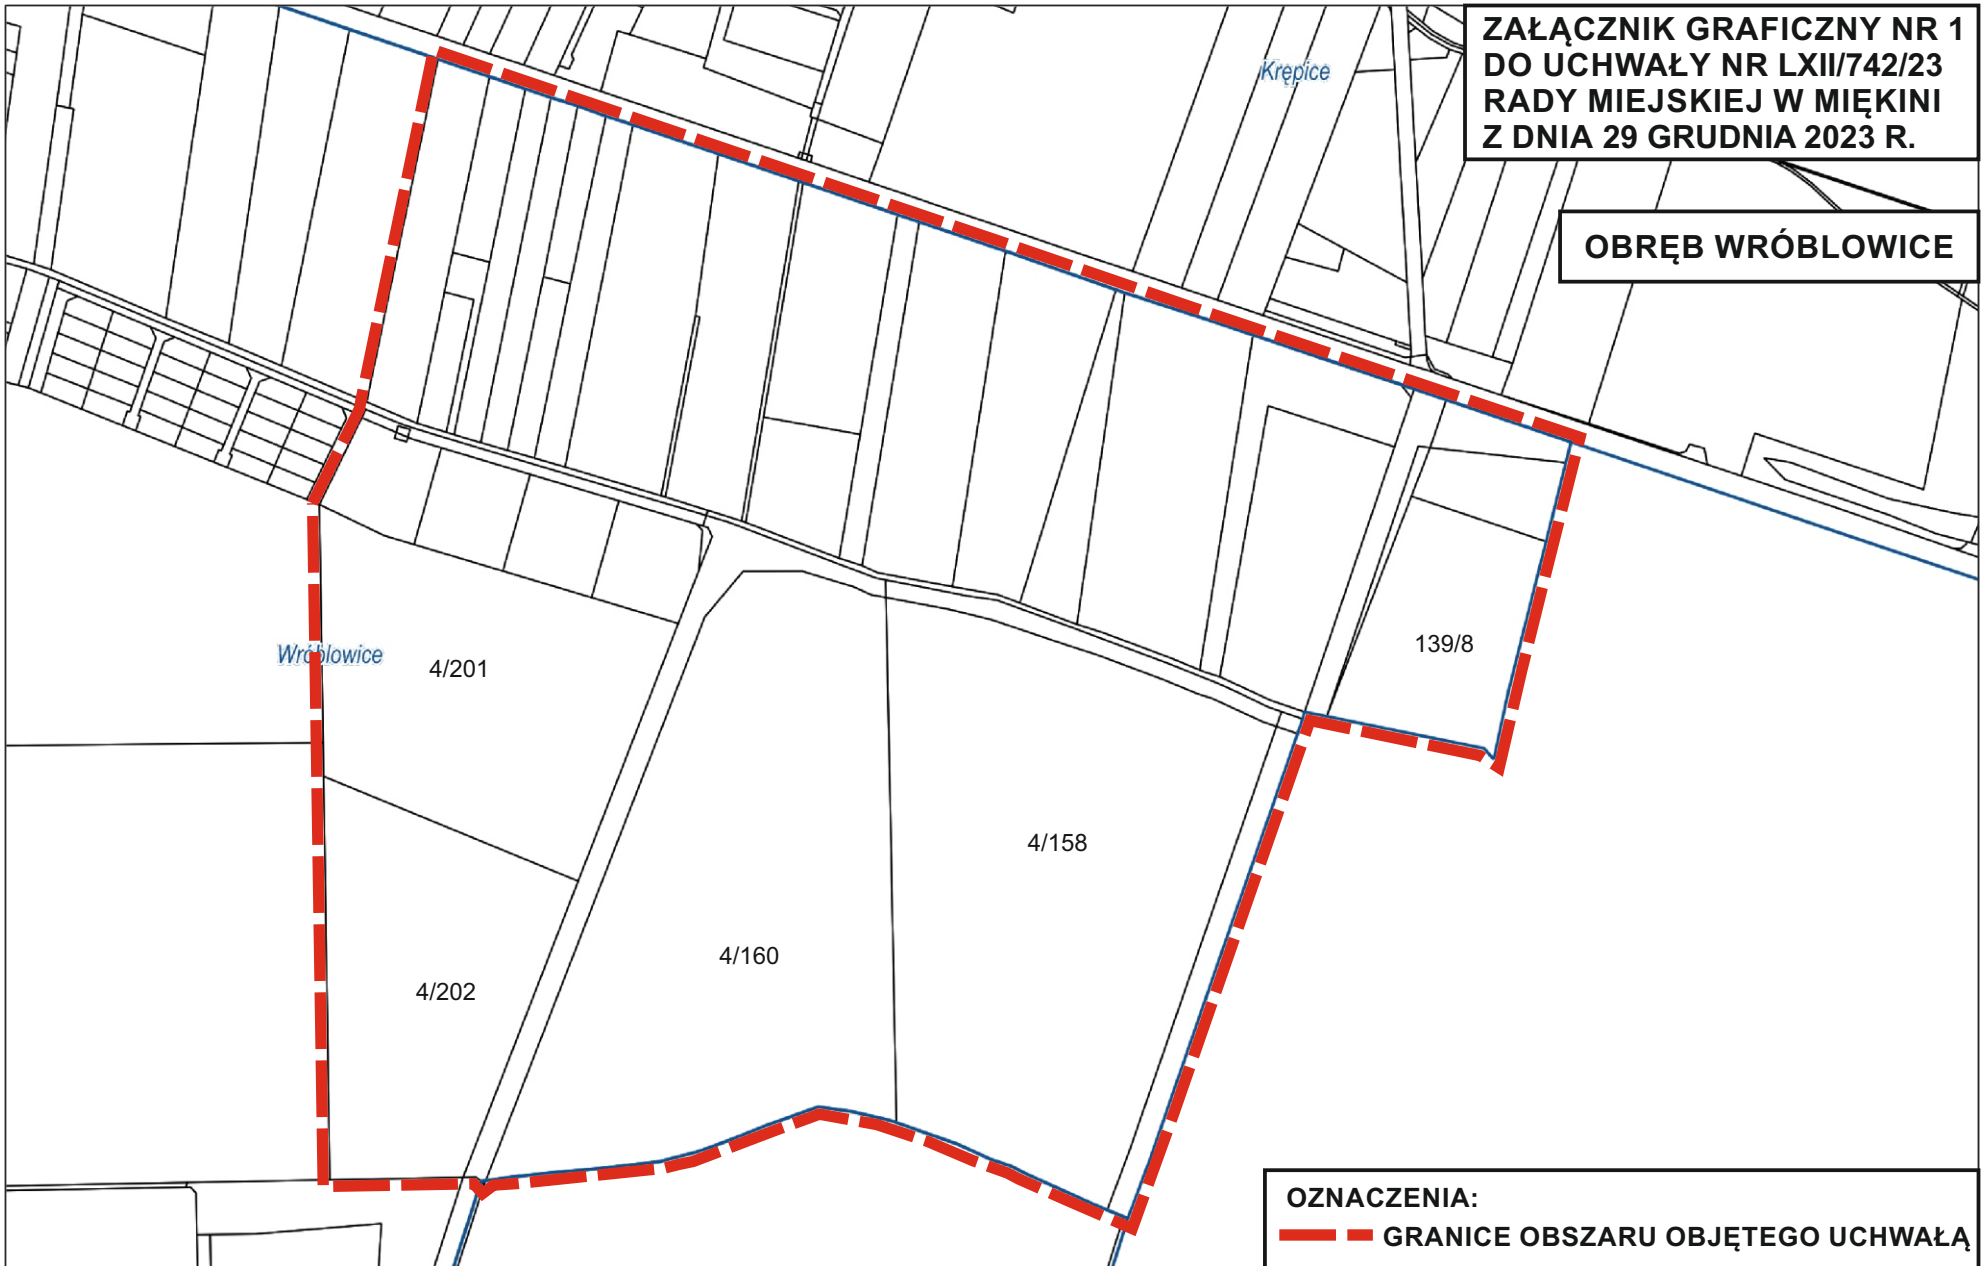 ZAŁĄCZNIK GRAFICZNY NR 1
DO UCHWAŁY NR LXII/742/23
RADY MIEJSKIEJ W MIĘKINI
Z DNIA 29 GRUDNIA 2023 R.
Krępice
OBRĘB WRÓBLOWICE
139/8
Wróblowice
4/201
4/158
4/160
4/202
OZNACZENIA:
GRANICE OBSZARU OBJĘTEGO UCHWAŁĄ